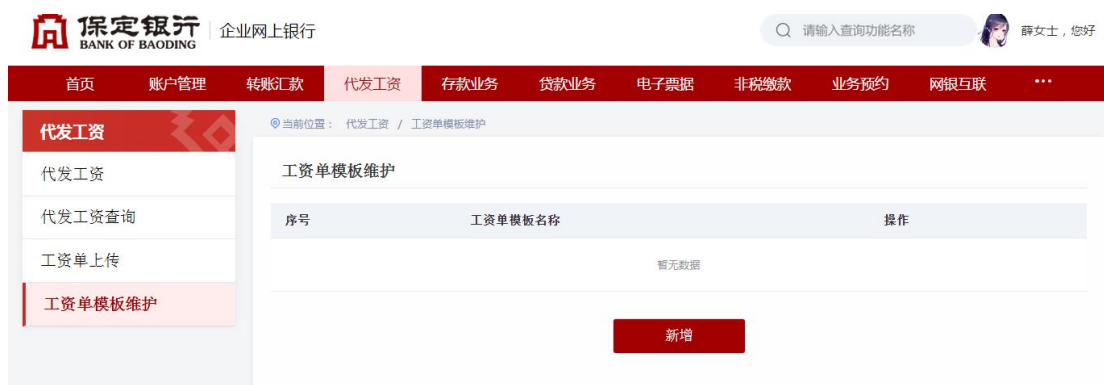 保定银行 企业网上银行 请输入查询功能名称 薛女士，您好
BANK OF BAODING
首页 账户管理 转账汇款 代发工资 存款业务 贷款业务 电子票据 非税缴款 业务预约 网银互联 •••
代发工资
代发工资
代发工资查询
工资单上传
工资单模板维护
当前位置： 代发工资 / 工资单模板维护
工资单模板维护
序号 工资单模板名称 操作
暂无数据
新增